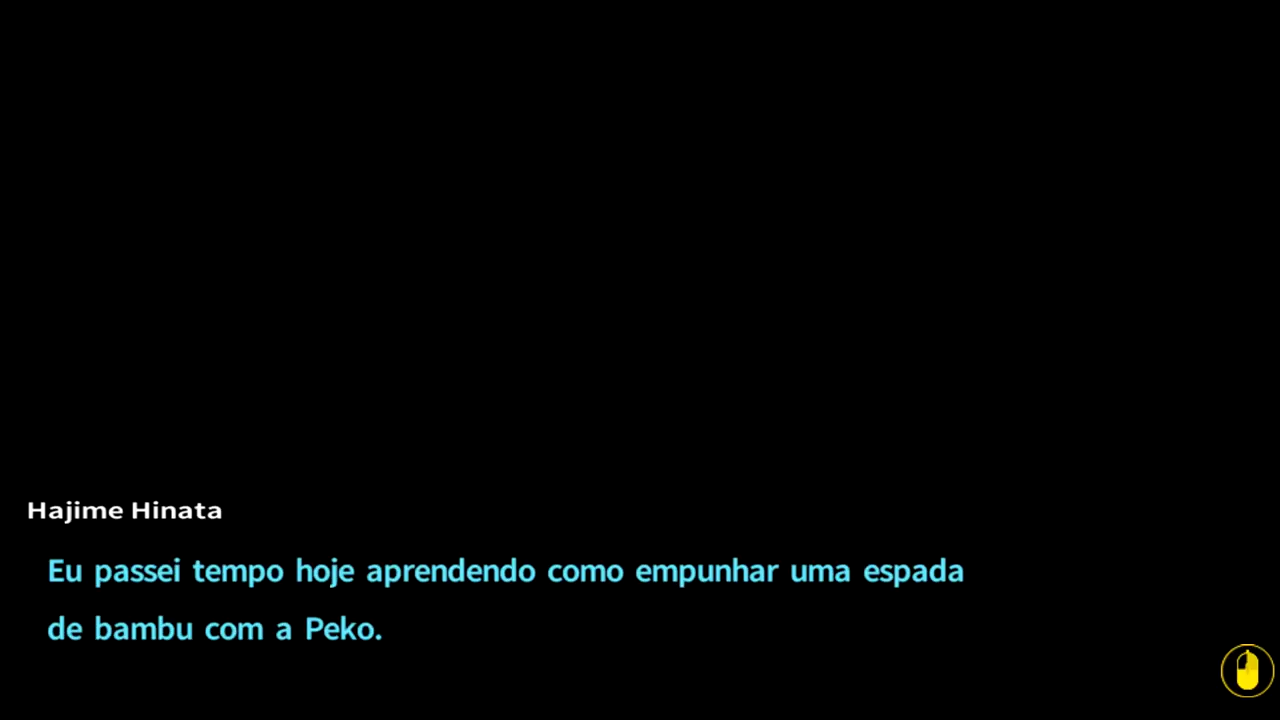 Hajime Hinata
Eu passei tempo hoje aprendendo como empunhar uma espada
de bambu com a Peko.